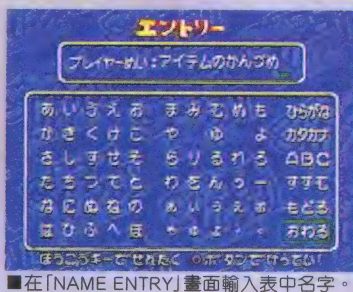 エントリー
プレイヤーめい:アイテムのかんづめ
あいうえお まみむめも ひらがな
かきくけこ や ゆ よ カタカナ
さしすせそ らりるれろ ABC
たちつてと わをんっー すすむ
なにぬねの ぁぃぅぇぉ もどる
はひふへほ ゃゅょ おわる
ほうこうキーで せんたく ○ボタンで けってい!
■在「NAME ENTRY」畫面輸入表中名字。